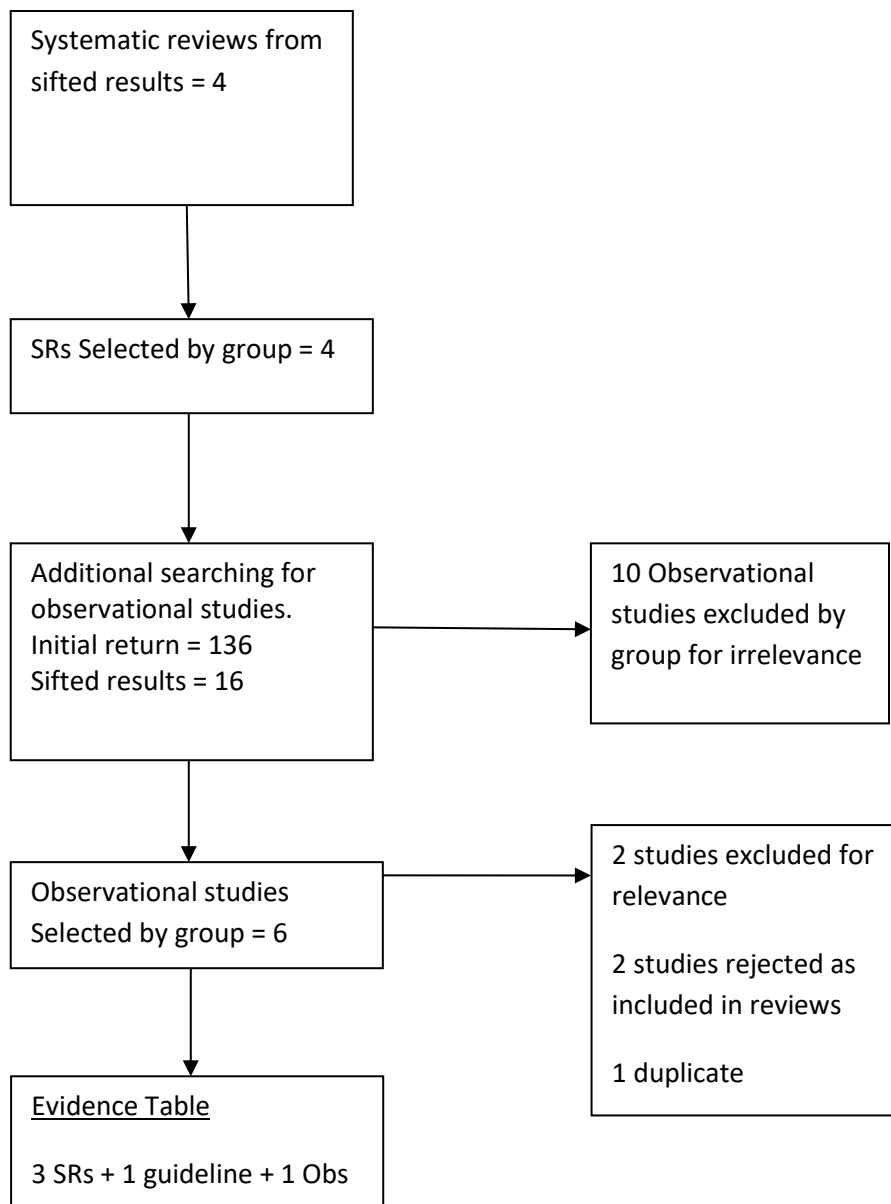 Systematic reviews from
sifted results = 4
SRs Selected by group = 4
Additional searching for
observational studies.
Initial return = 136
Sifted results = 16
10 Observational
studies excluded by
group for irrelevance
Observational studies
Selected by group = 6
2 studies excluded for
relevance
2 studies rejected as
included in reviews
1 duplicate
Evidence Table
3 SRs + 1 guideline + 1 Obs